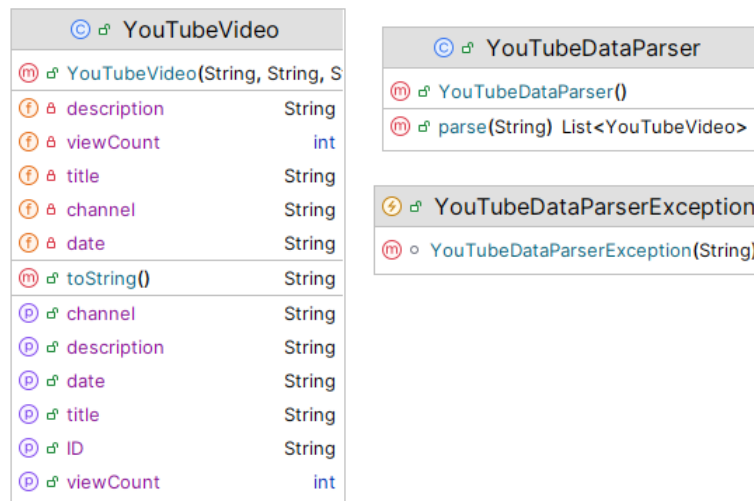 YouTubeVideo
YouTubeVideo(String, String, S
description String
viewCount int
title String
channel String
date String
toString() String
channel String
description String
date String
title String
ID String
viewCount int
YouTubeDataParser
YouTubeDataParser()
parse(String) List<YouTubeVideo>
YouTubeDataParserException
YouTubeDataParserException(String)